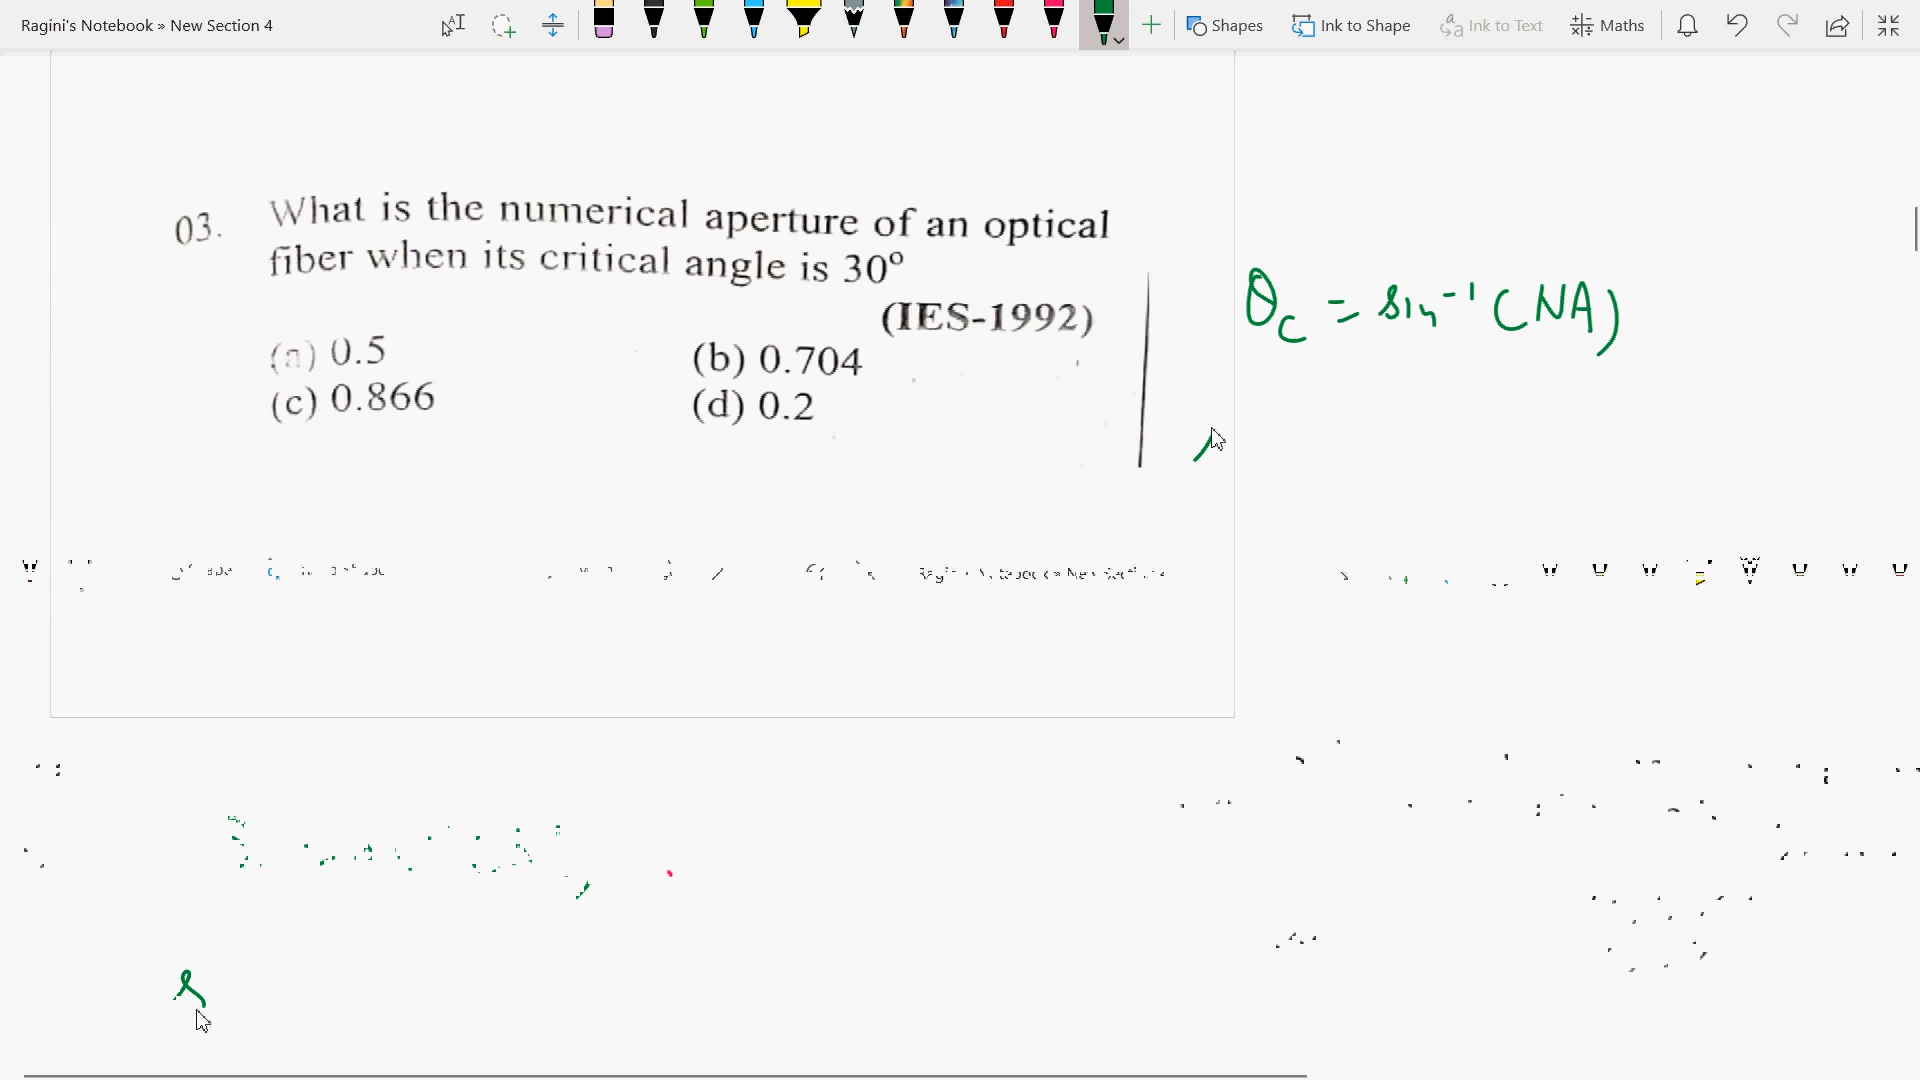 Ragini's Notebook » New Section 4
Shapes
Ink to Shape
Ink to Text
Maths
03. What is the numerical aperture of an optical
fiber when its critical angle is 30°
(IES-1992)
(a) 0.5 (b) 0.704
(c) 0.866 (d) 0.2
θc = sin⁻¹ (NA)